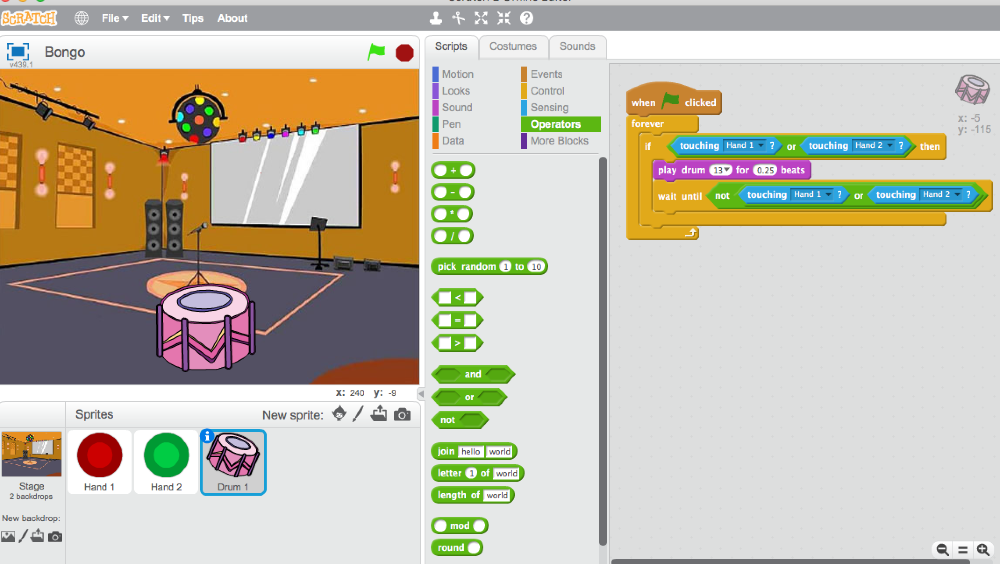 SCRATCH File Edit Tips About
Bongo
v439.1
x: 240 y: -9
Sprites New sprite:
Hand 1 Hand 2 Drum 1
Stage
2 backdrops
New backdrop:
Scripts Costumes Sounds
Motion Events
Looks Control
Sound Sensing
Pen Operators
Data More Blocks
+
-
*
/
pick random 1 to 10
<
=
>
and
or
not
join hello world
letter 1 of world
length of world
mod
round
when clicked
forever
if touching Hand 1 ? or touching Hand 2 ? then
play drum 13 for 0.25 beats
wait until not touching Hand 1 ? or touching Hand 2 ?
x: -5
y: -115